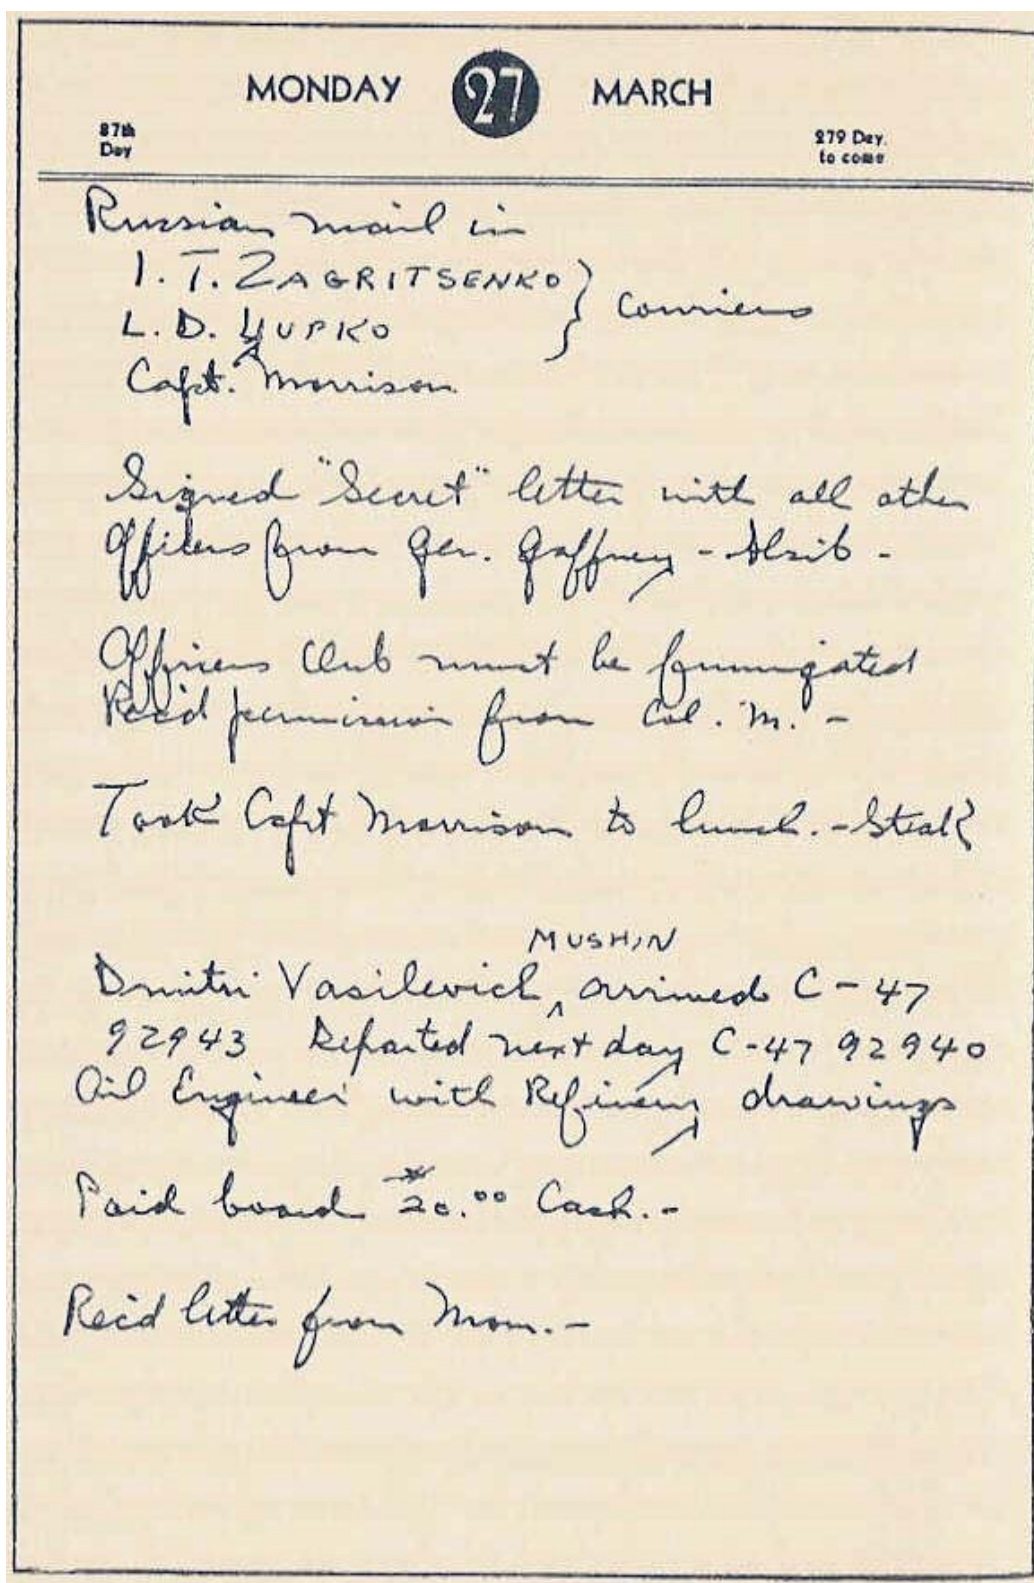 MONDAY 27 MARCH
87th Day
279 Day. to come
Russian mail in
I. T. ZAGRITSENKO } Couriers
L. D. YUPKO
Capt. Morrison
Signed "Secret" letter with all other
Officers from Gen. Gaffney - Alsib -
Officers Club must be fumigated
Rec'd permission from Col. M. -
Took Capt Morrison to lunch. - Steak
MUSHIN
Dmitri Vasilevich ^ arrived C-47
92943 Departed next day C-47 92940
Oil Engineer with Refinery drawings
Paid board $20.00 Cash. -
Rec'd letter from Mom. -